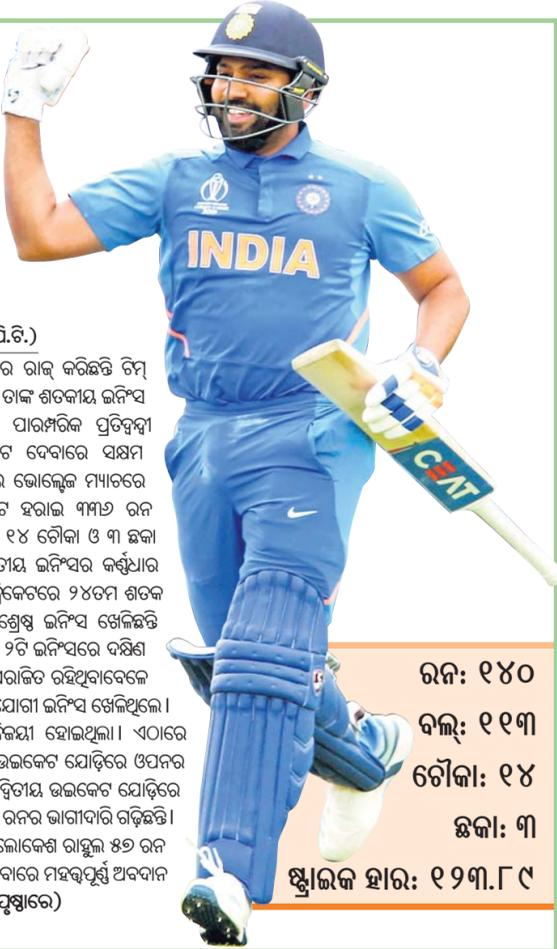 INDIA
CEAT
ପି.ଟି.)
ର ରାଜ୍ କରିଛନ୍ତି ଟିମ୍
ତାଙ୍କ ଶତକୀୟ ଇନିଂସ
ପାରମ୍ପରିକ ପ୍ରତିଦ୍ୱନ୍ଦ୍ୱୀ
ଟ ଦେବାରେ ସକ୍ଷମ
ଭୋଲ୍ଟେଜ ମ୍ୟାଚରେ
ଟ ହରାଇ ୩୩୬ ରନ
୧୪ ଚୌକା ଓ ୩ ଛକା
ତୀୟ ଇନିଂସର କର୍ଣ୍ଣଧାର
କେଟରେ ୨୪ତମ ଶତକ
ଶ୍ରେଷ୍ଠ ଇନିଂସ ଖେଳିଛନ୍ତି
୨ଟି ଇନିଂସରେ ଦକ୍ଷିଣ
ପରାଜିତ ରହିଥିବାବେଳେ
ଯୋଗୀ ଇନିଂସ ଖେଳିଥିଲେ।
ଜୟୀ ହୋଇଥିଲା। ଏଠାରେ
ଉଇକେଟ ଯୋଡ଼ିରେ ଓପନର
ଦ୍ୱିତୀୟ ଉଇକେଟ ଯୋଡ଼ିରେ
ରନର ଭାଗୀଦାରି ଗଢ଼ିଛନ୍ତି।
ଲୋକେଶ ରାହୁଲ ୫୭ ରନ
ବାରେ ମହତ୍ତ୍ୱପୂର୍ଣ୍ଣ ଅବଦାନ
ପୃଷ୍ଠାରେ)
ରନ: ୧୪୦
ବଲ୍: ୧୧୩
ଚୌକା: ୧୪
ଛକା: ୩
ଷ୍ଟ୍ରାଇକ ହାର: ୧୨୩.୮୯